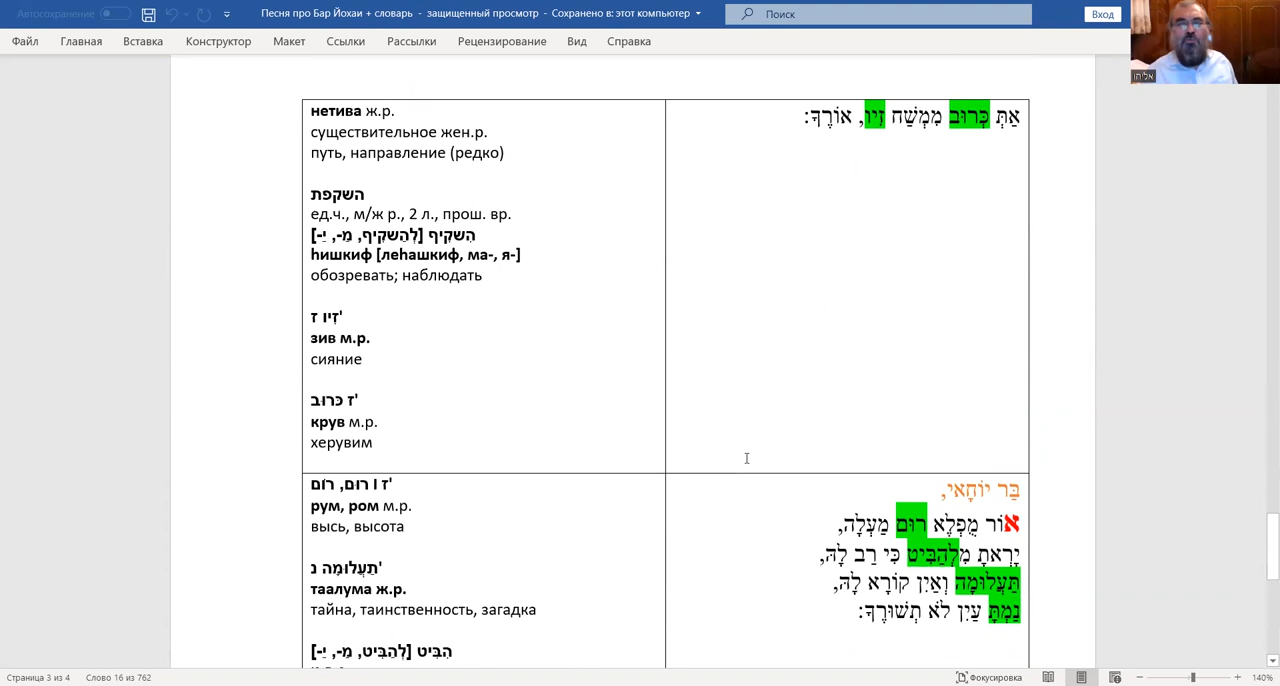 Автосохранение
Песня про Бар Йохаи + словарь - защищенный просмотр - Сохранено в: этот компьютер
Поиск
Вход
Файл Главная Вставка Конструктор Макет Ссылки Рассылки Рецензирование Вид Справка
אליהו
нетива ж.р.
существительное жен.р.
путь, направление (редко)
השקפת
ед.ч., м/ж р., 2 л., прош. вр.
הִשקִיף [לְהַשקִיף, מַ-, יַ-]
hишкиф [леhашкиф, ма-, я-]
обозревать; наблюдать
זִיו ז'
зив м.р.
сияние
כּרוּב ז'
крув м.р.
херувим
אַתְּ כְּרוּב מִמְשַׁח זִיו, אוֹרֶךָ:
רוּם, רוֹם ז ו'
рум, ром м.р.
высь, высота
תַעֲלוּמָה נ'
таалума ж.р.
тайна, таинственность, загадка
הִבִּיט [לְהַבִּיט, מַ-, יַ-]
בַּר יוֹחָאי,
אוֹר מֻפְלֶא רוּם מַעְלָה,
יָרֵאתָ מִלְהַבִּיט כִּי רַב לָהּ,
תַּעֲלוּמָה וְאַיִן קוֹרָא לָהּ,
נַמְתָּ עַיִן לֹא תְשׁוּרֶךָ:
Страница 3 из 4 Слово 16 из 762
Фокусировка
140%